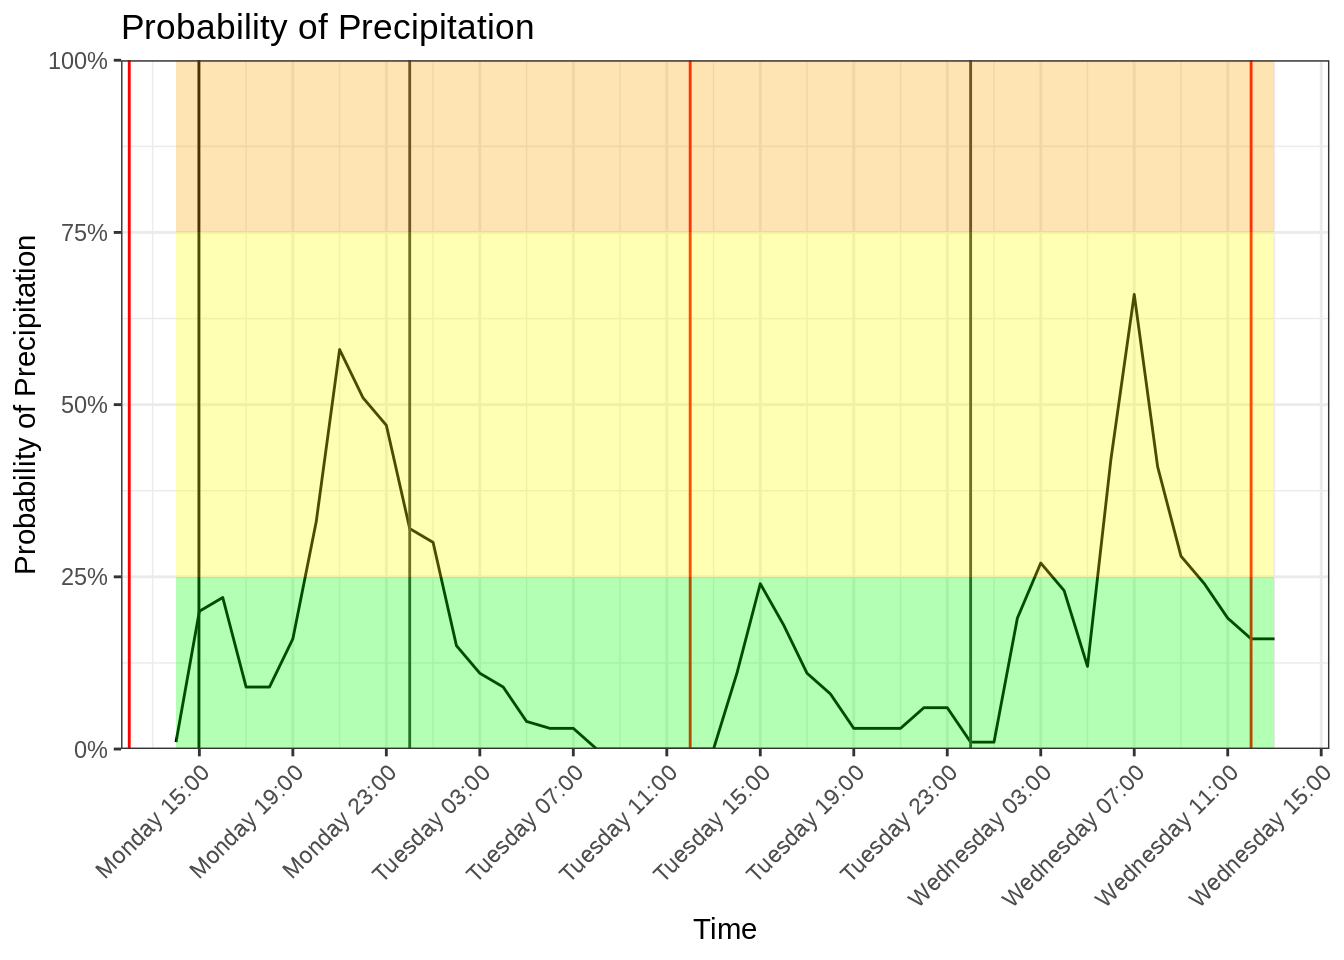 Probability of Precipitation
100%
75%
50%
25%
0%
Probability of Precipitation
Monday 15:00
Monday 19:00
Monday 23:00
Tuesday 03:00
Tuesday 07:00
Tuesday 11:00
Tuesday 15:00
Tuesday 19:00
Tuesday 23:00
Wednesday 03:00
Wednesday 07:00
Wednesday 11:00
Wednesday 15:00
Time